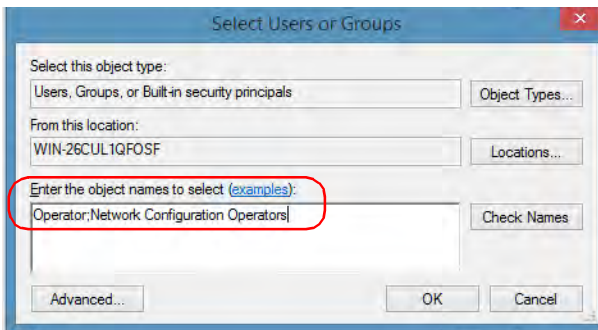 Select Users or Groups
Select this object type:
Users, Groups, or Built-in security principals
Object Types...
From this location:
WIN-26CUL1QFOSF
Locations...
Enter the object names to select (examples):
Operator;Network Configuration Operators
Check Names
Advanced...
OK
Cancel